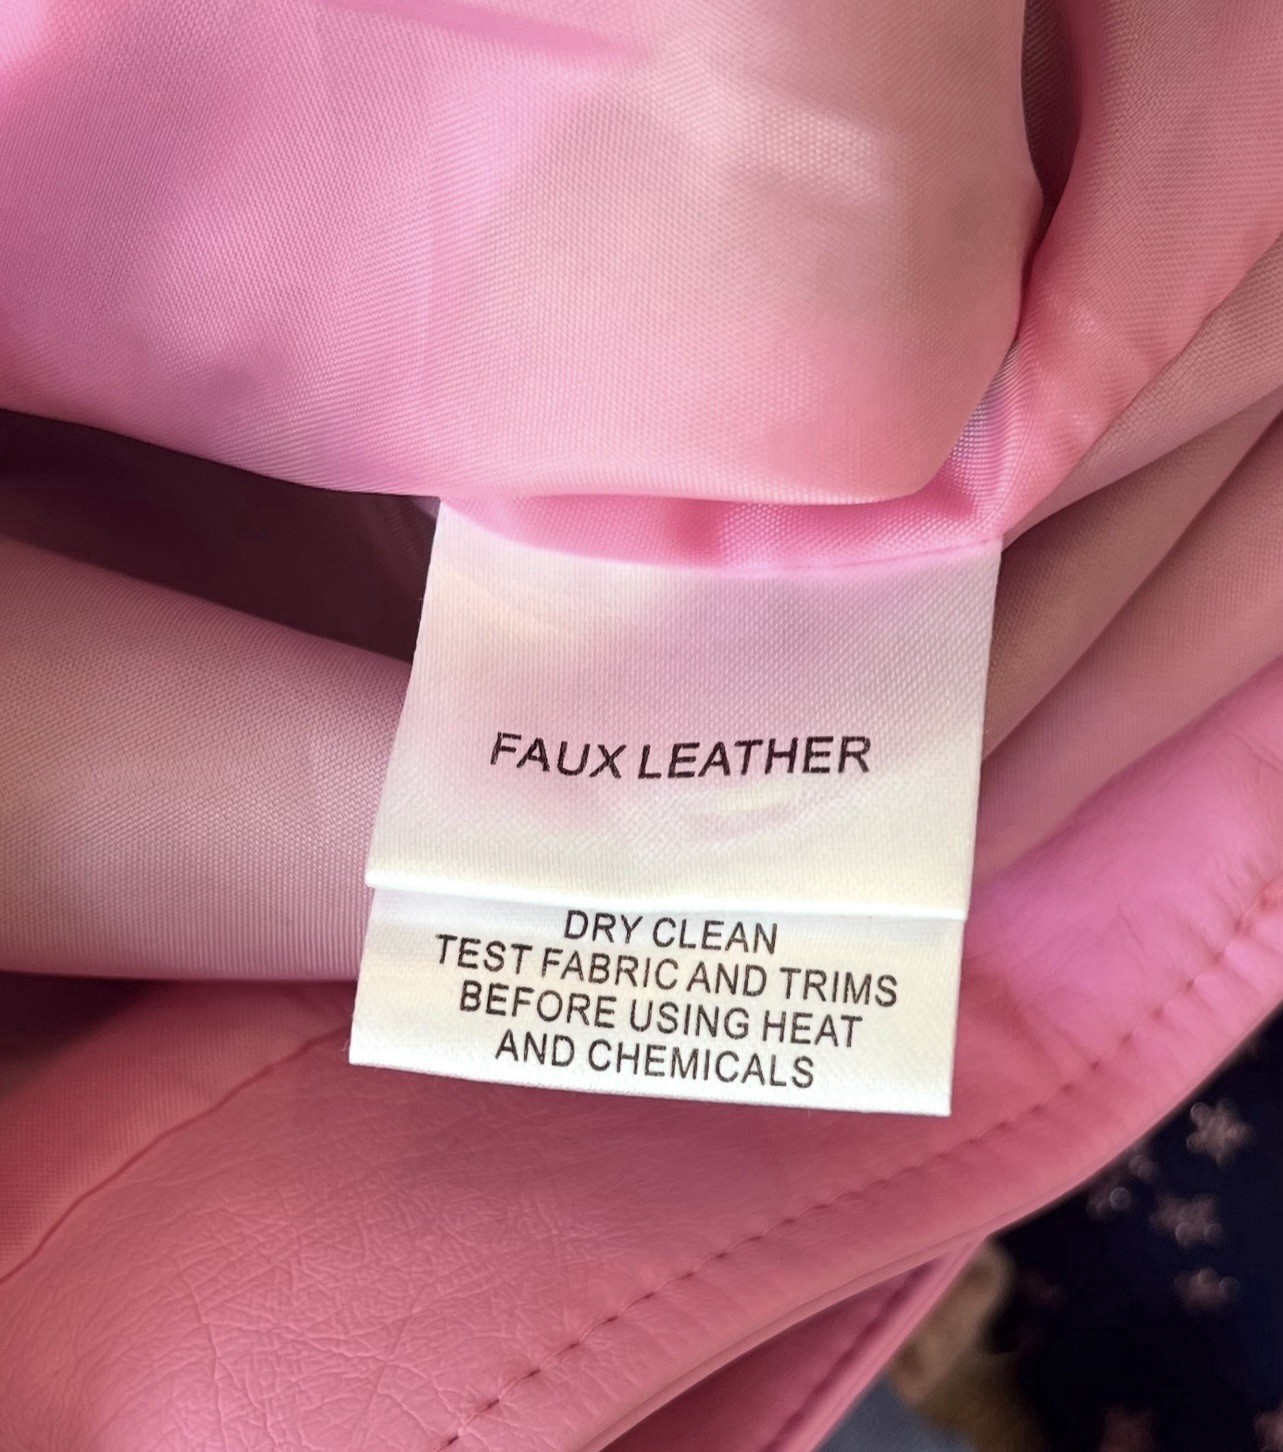 FAUX LEATHER
DRY CLEAN
TEST FABRIC AND TRIMS
BEFORE USING HEAT
AND CHEMICALS